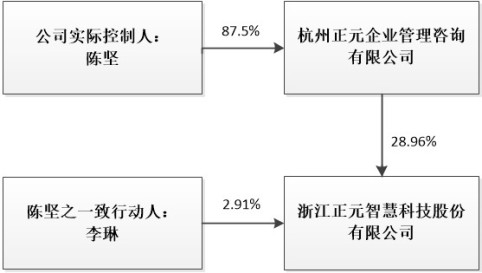 公司实际控制人：
陈坚
87.5%
杭州正元企业管理咨询
有限公司
28.96%
陈坚之一致行动人：
李琳
2.91%
浙江正元智慧科技股份
有限公司